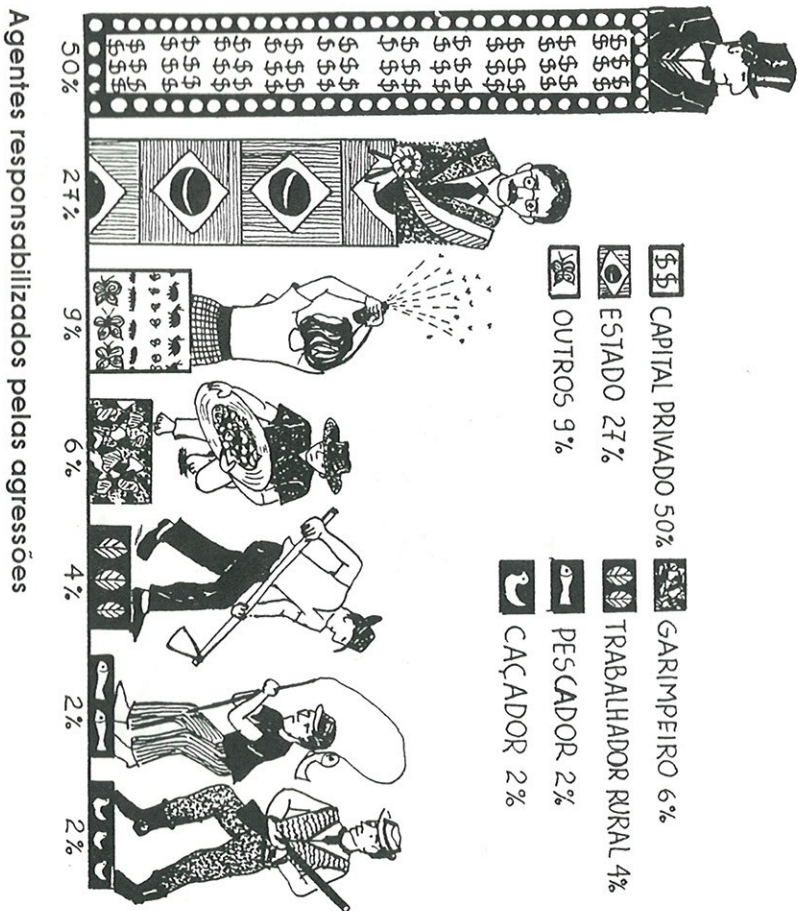 CAPITAL PRIVADO 50%
ESTADO 27%
OUTROS 9%
GARIMPEIRO 6%
TRABALHADOR RURAL 4%
PESCADOR 2%
CAÇADOR 2%
$$
50%
27%
9%
6%
4%
2%
2%
Agentes responsabilizados pelas agressões